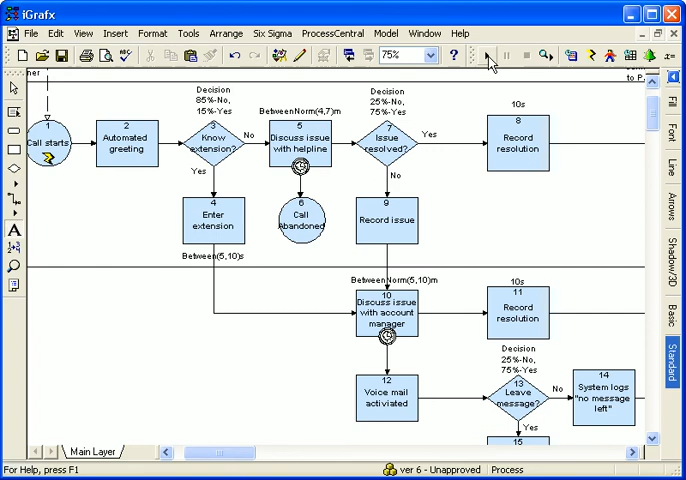 iGrafx
File Edit View Insert Format Tools Arrange Six Sigma ProcessCentral Model Window Help
75%
?
x=
ner
to P
Decision
85%-No,
15%-Yes
BetweenNorm(4,7)m
Decision
25%-No,
75%-Yes
10s
1
Call starts
2
Automated
greeting
3
Know
extension?
No
Yes
5
Discuss issue
with helpline
7
Issue
resolved?
Yes
No
8
Record
resolution
4
Enter
extension
6
Call
Abandoned
9
Record issue
Between(5,10)s
BetweenNorm(5,10)m
10s
10
Discuss issue
with account
manager
11
Record
resolution
Decision
25%-No,
75%-Yes
12
Voice mail
activiated
13
Leave
message?
No
Yes
14
System logs
"no message
left"
15
Fill
Font
Line
Arrows
Shadow/3D
Basic
Standard
Main Layer
For Help, press F1
ver 6 - Unapproved
Process